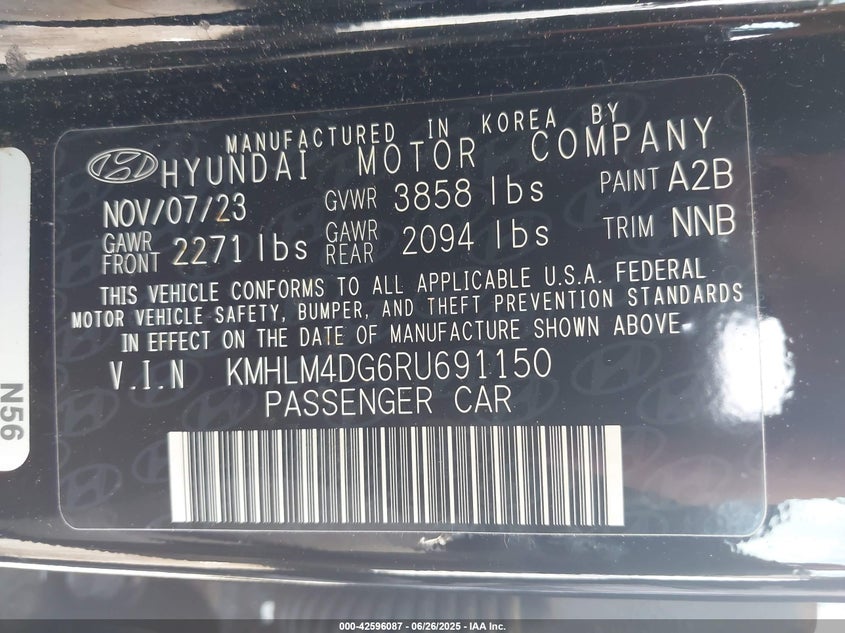 MANUFACTURED IN KOREA BY
HYUNDAI MOTOR COMPANY
NOV/07/23 GVWR 3858 lbs PAINT A2B
GAWR FRONT 2271 lbs GAWR REAR 2094 lbs TRIM NNB
THIS VEHICLE CONFORMS TO ALL APPLICABLE U.S.A. FEDERAL
MOTOR VEHICLE SAFETY, BUMPER, AND THEFT PREVENTION STANDARDS
IN EFFECT ON THE DATE OF MANUFACTURE SHOWN ABOVE.
V.I.N KMHLM4DG6RU691150
PASSENGER CAR
N56
000-42596087 - 06/26/2025 - IAA Inc.